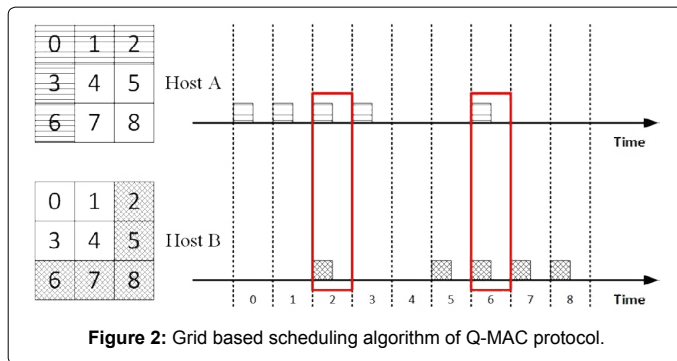 0 1 2
3 4 5
6 7 8
Host A
Time
0 1 2
3 4 5
6 7 8
Host B
Time
0 1 2 3 4 5 6 7 8
Figure 2: Grid based scheduling algorithm of Q-MAC protocol.